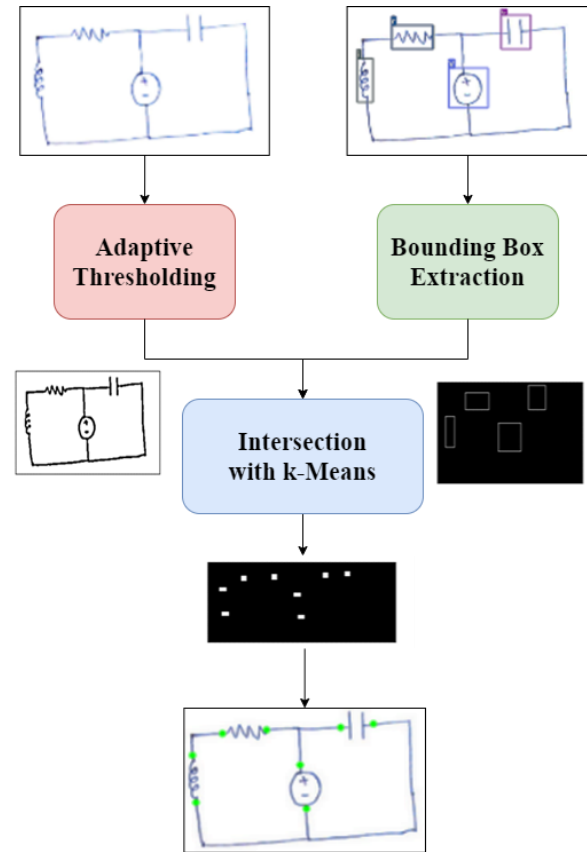 Adaptive
Thresholding
Bounding Box
Extraction
Intersection
with k-Means